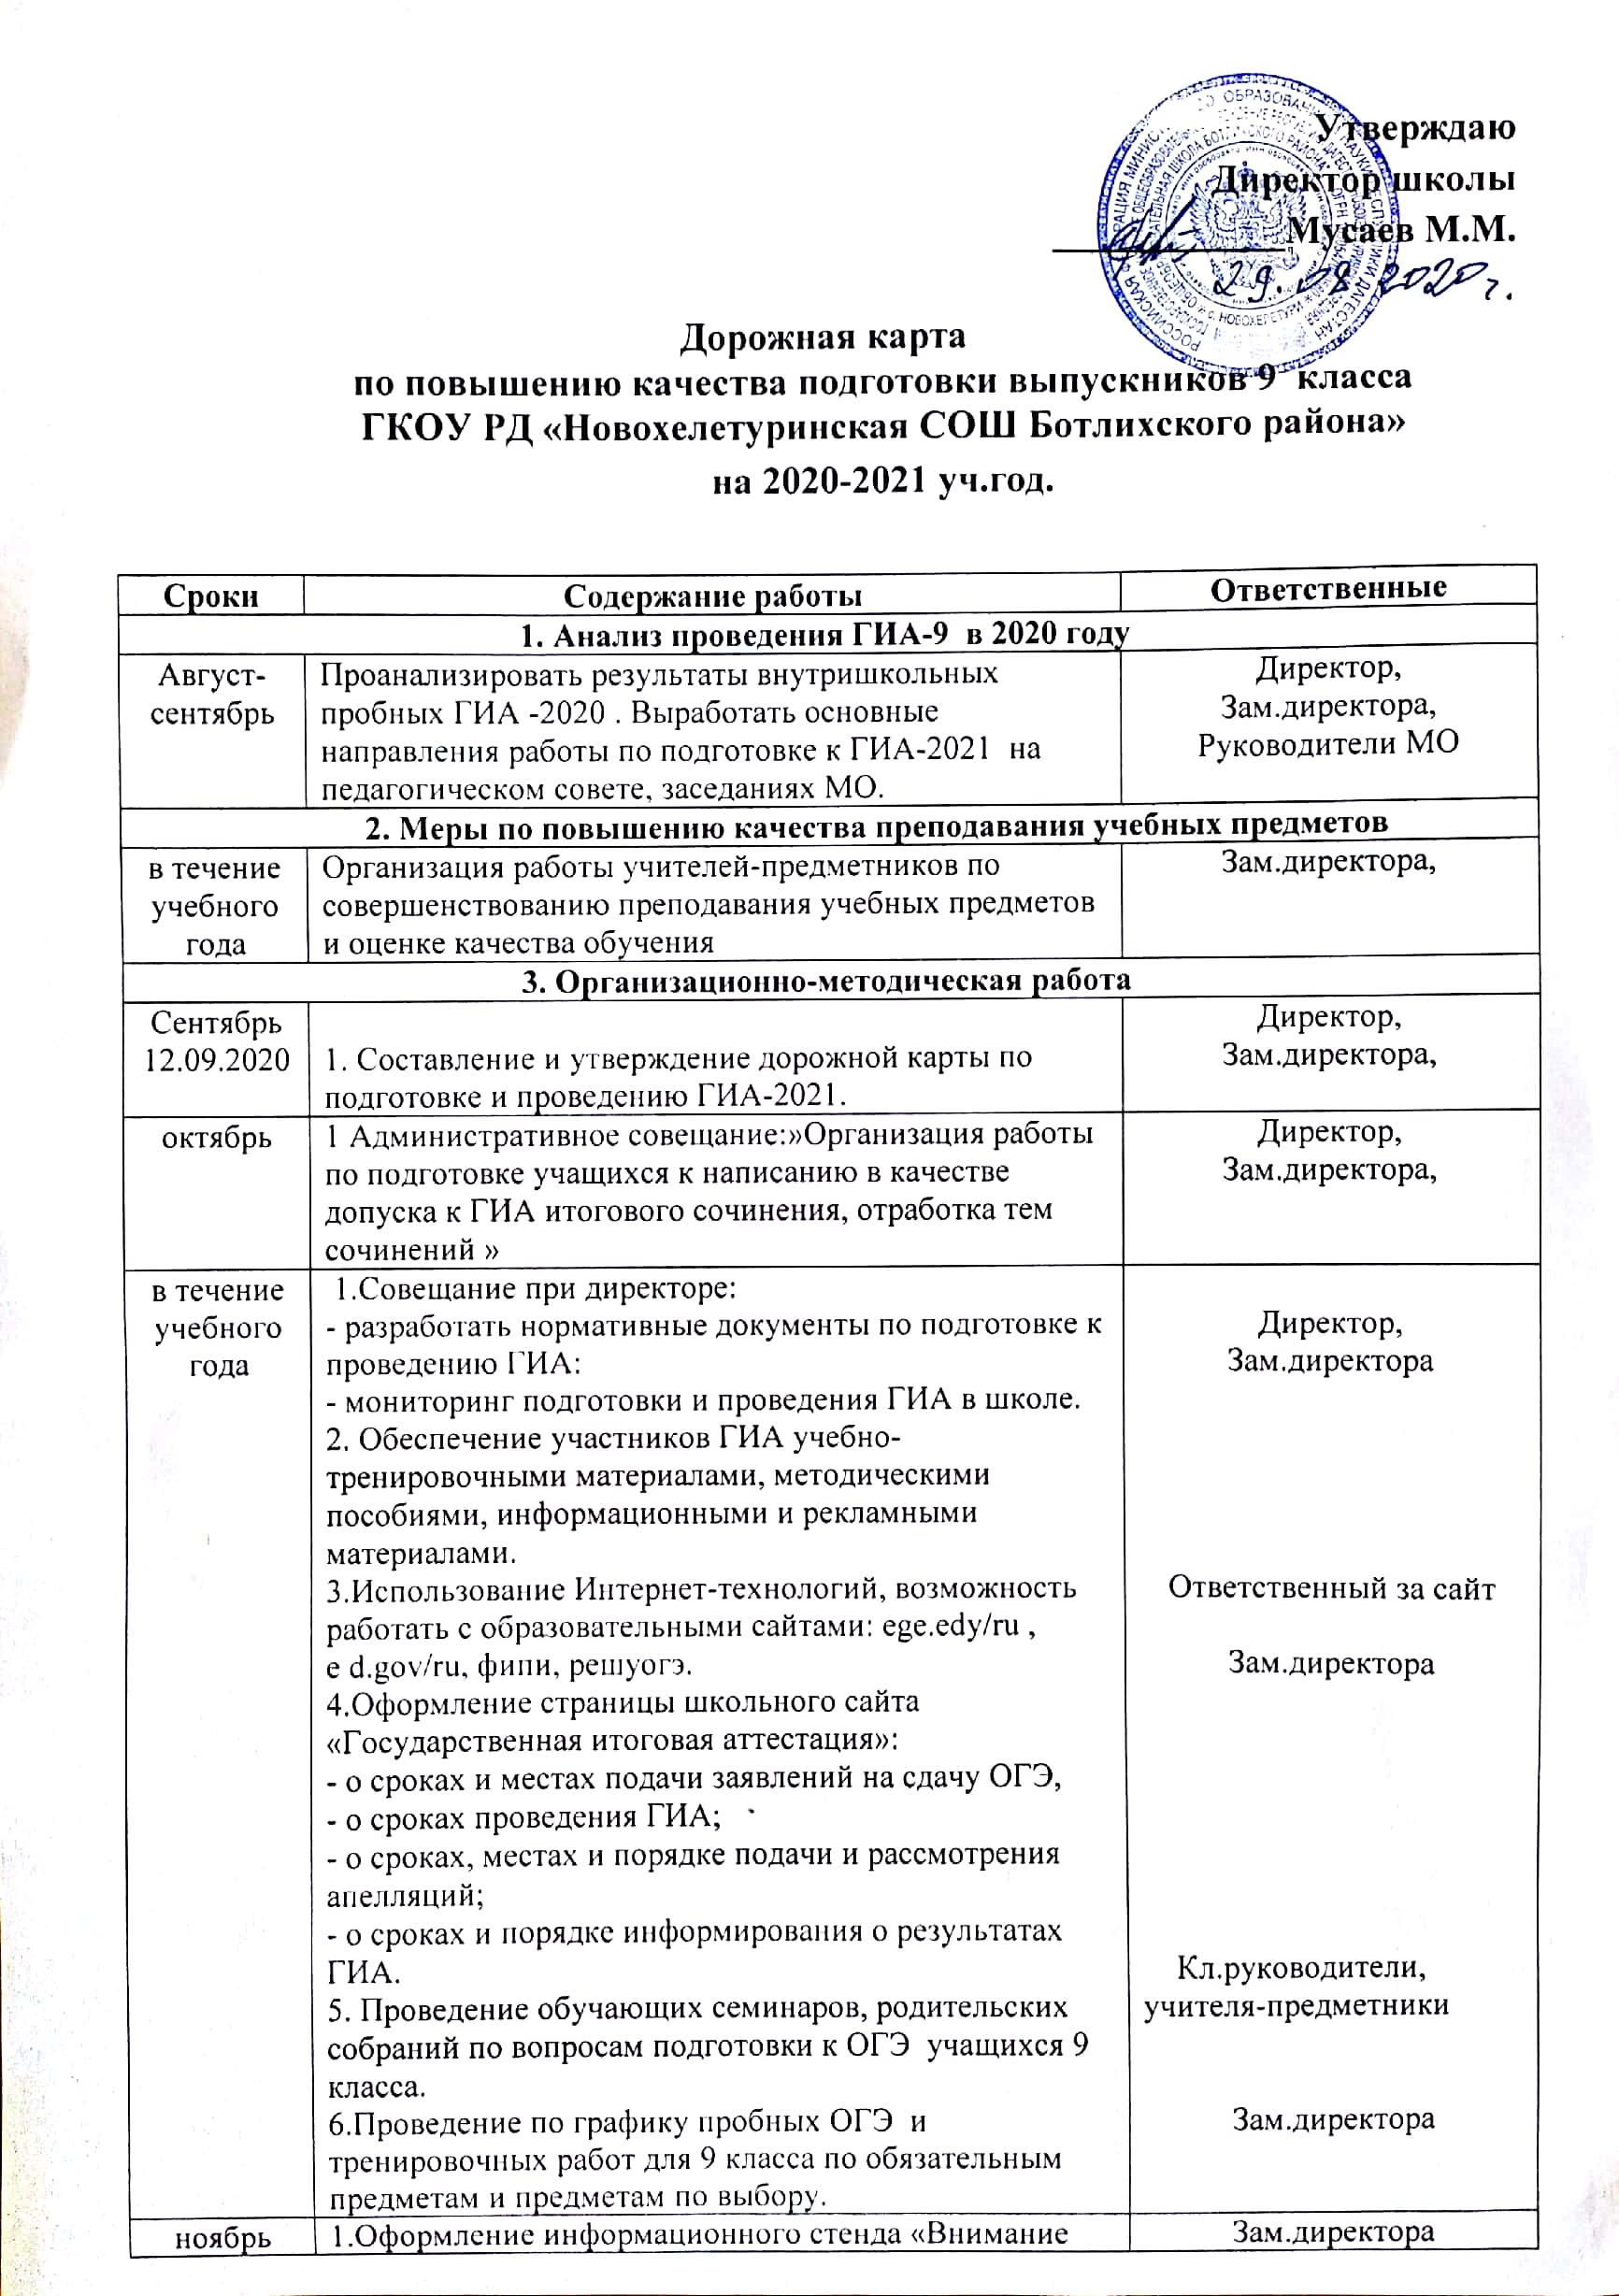 Утверждаю
Директор школы
Мусаев М.М.
29.08.2020 г.
Дорожная карта
по повышению качества подготовки выпускников 9 класса
ГКОУ РД «Новохелетуринская СОШ Ботлихского района»
на 2020-2021 уч.год.
Сроки Содержание работы Ответственные
1. Анализ проведения ГИА-9 в 2020 году
Август- Проанализировать результаты внутришкольных Директор,
сентябрь пробных ГИА -2020 . Выработать основные Зам.директора,
направления работы по подготовке к ГИА-2021 на Руководители МО
педагогическом совете, заседаниях МО.
2. Меры по повышению качества преподавания учебных предметов
в течение Организация работы учителей-предметников по Зам.директора,
учебного совершенствованию преподавания учебных предметов
года и оценке качества обучения
3. Организационно-методическая работа
Сентябрь Директор,
12.09.2020 1. Составление и утверждение дорожной карты по Зам.директора,
подготовке и проведению ГИА-2021.
октябрь 1 Административное совещание:»Организация работы Директор,
по подготовке учащихся к написанию в качестве Зам.директора,
допуска к ГИА итогового сочинения, отработка тем
сочинений »
в течение 1.Совещание при директоре:
учебного - разработать нормативные документы по подготовке к Директор,
года проведению ГИА: Зам.директора
- мониторинг подготовки и проведения ГИА в школе.
2. Обеспечение участников ГИА учебно-
тренировочными материалами, методическими
пособиями, информационными и рекламными
материалами.
3.Использование Интернет-технологий, возможность Ответственный за сайт
работать с образовательными сайтами: ege.edy/ru ,
e d.gov/ru, фипи, решуогэ. Зам.директора
4.Оформление страницы школьного сайта
«Государственная итоговая аттестация»:
- о сроках и местах подачи заявлений на сдачу ОГЭ,
- о сроках проведения ГИА;
- о сроках, местах и порядке подачи и рассмотрения
апелляций;
- о сроках и порядке информирования о результатах
ГИА. Кл.руководители,
5. Проведение обучающих семинаров, родительских учителя-предметники
собраний по вопросам подготовки к ОГЭ учащихся 9
класса.
6.Проведение по графику пробных ОГЭ и Зам.директора
тренировочных работ для 9 класса по обязательным
предметам и предметам по выбору.
ноябрь 1.Оформление информационного стенда «Внимание Зам.директора